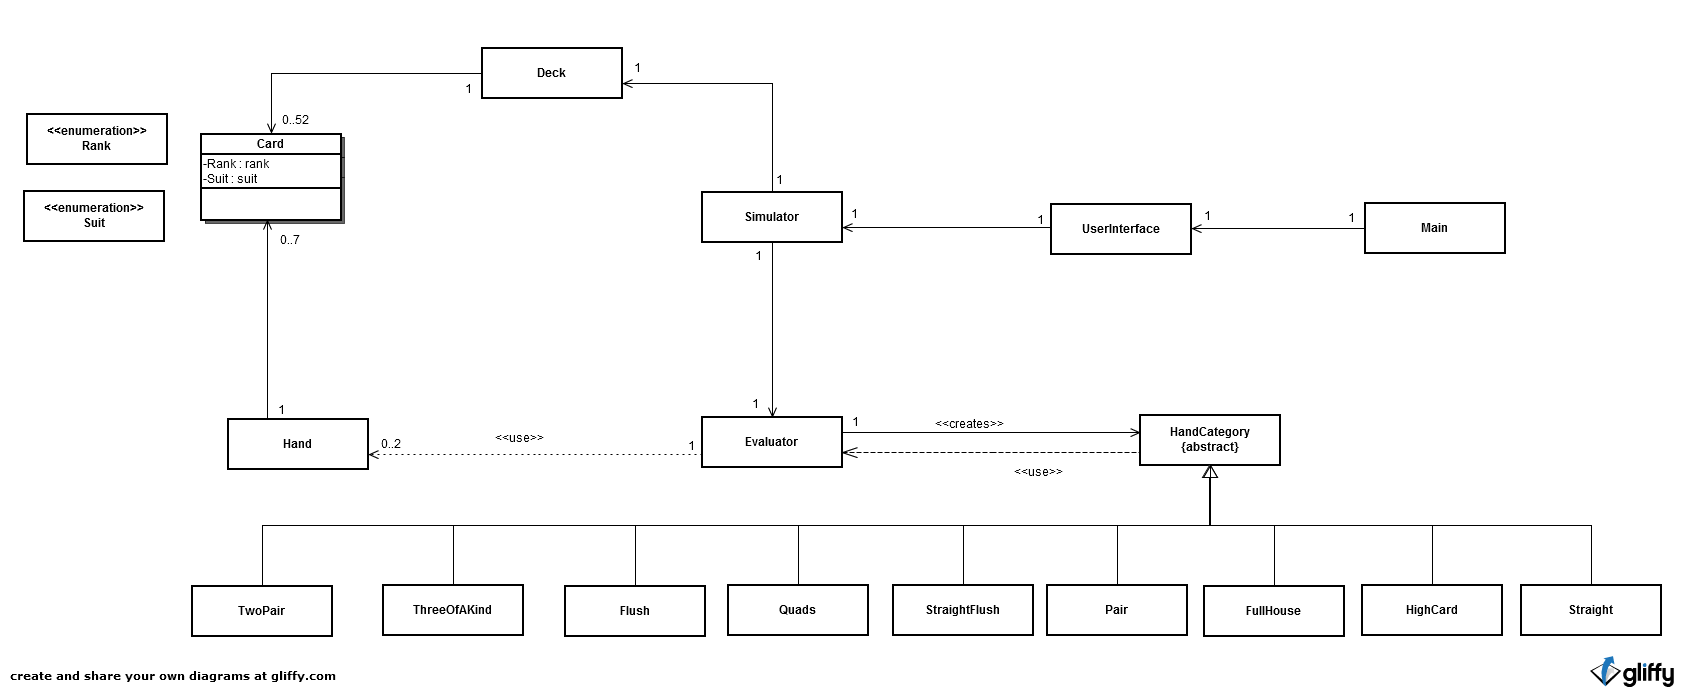 Deck
1
1
0..52
<<enumeration>>
Rank
Card
-Rank : rank
-Suit : suit
<<enumeration>>
Suit
0..7
1
Simulator
1
1
1
UserInterface
1
1
Main
1
1
Hand
0..2
<<use>>
1
Evaluator
1
<<creates>>
<<use>>
HandCategory
{abstract}
TwoPair
ThreeOfAKind
Flush
Quads
StraightFlush
Pair
FullHouse
HighCard
Straight
create and share your own diagrams at gliffy.com
gliffy